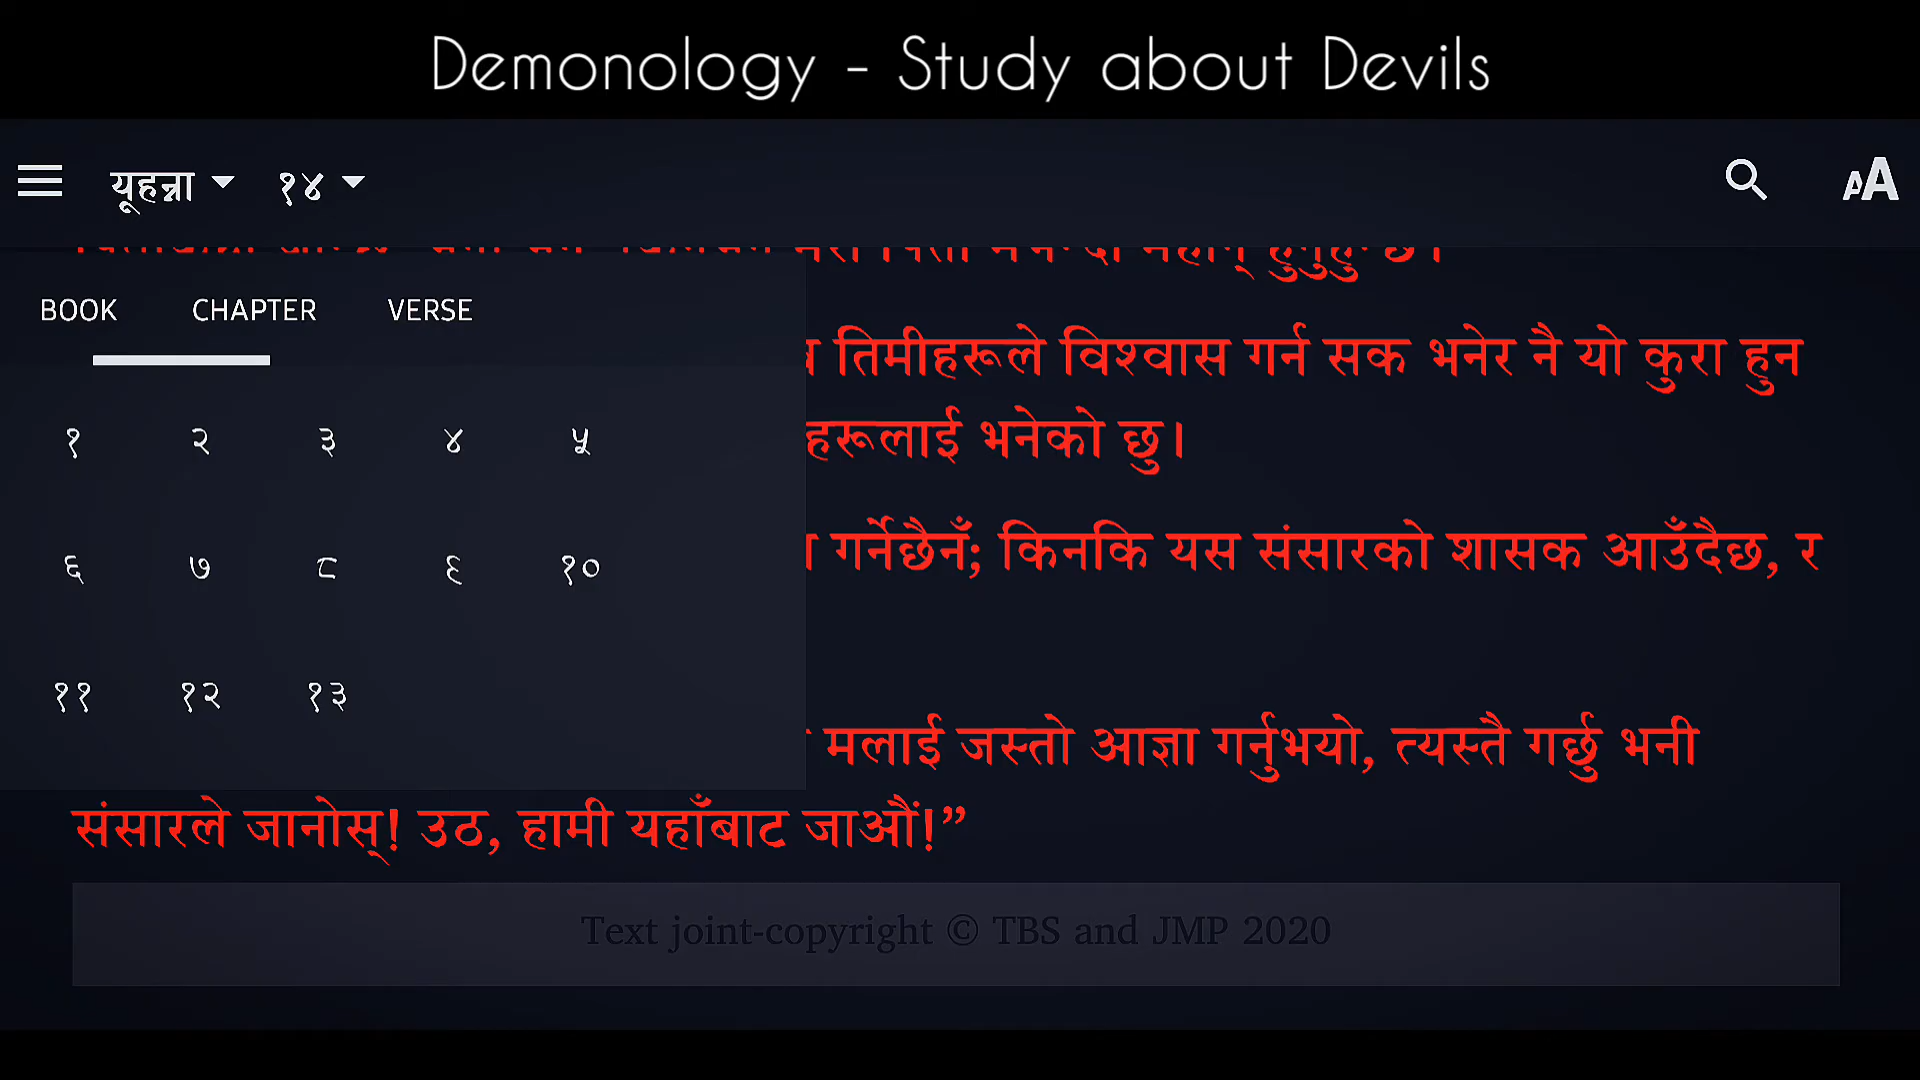 Demonology - Study about Devils
यूहन्ना १४
महान् हुनुहुन्छ।
BOOK CHAPTER VERSE
तिमीहरूले विश्वास गर्न सक भनेर नै यो कुरा हुन
हरूलाई भनेको छु।
१ २ ३ ४ ५
गर्नेछैनँ; किनकि यस संसारको शासक आउँदैछ, र
६ ७ ८ ९ १०
११ १२ १३
मलाई जस्तो आज्ञा गर्नुभयो, त्यस्तै गर्छु भनी
संसारले जानोस्! उठ, हामी यहाँबाट जाऔं!”
Text joint-copyright © TBS and JMP 2020